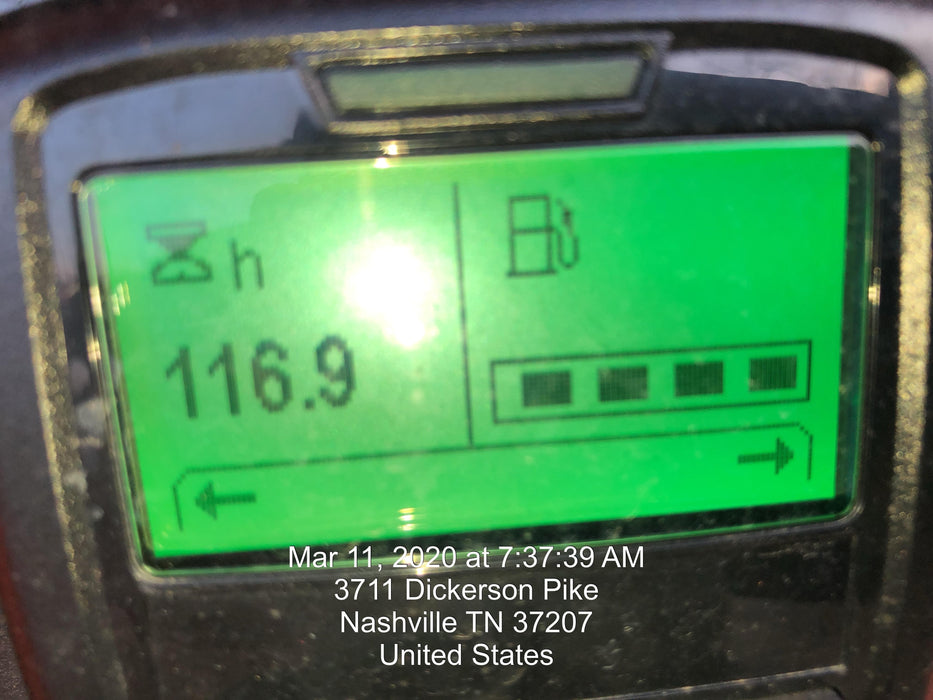 h
116.9
Mar 11, 2020 at 7:37:39 AM
3711 Dickerson Pike
Nashville TN 37207
United States